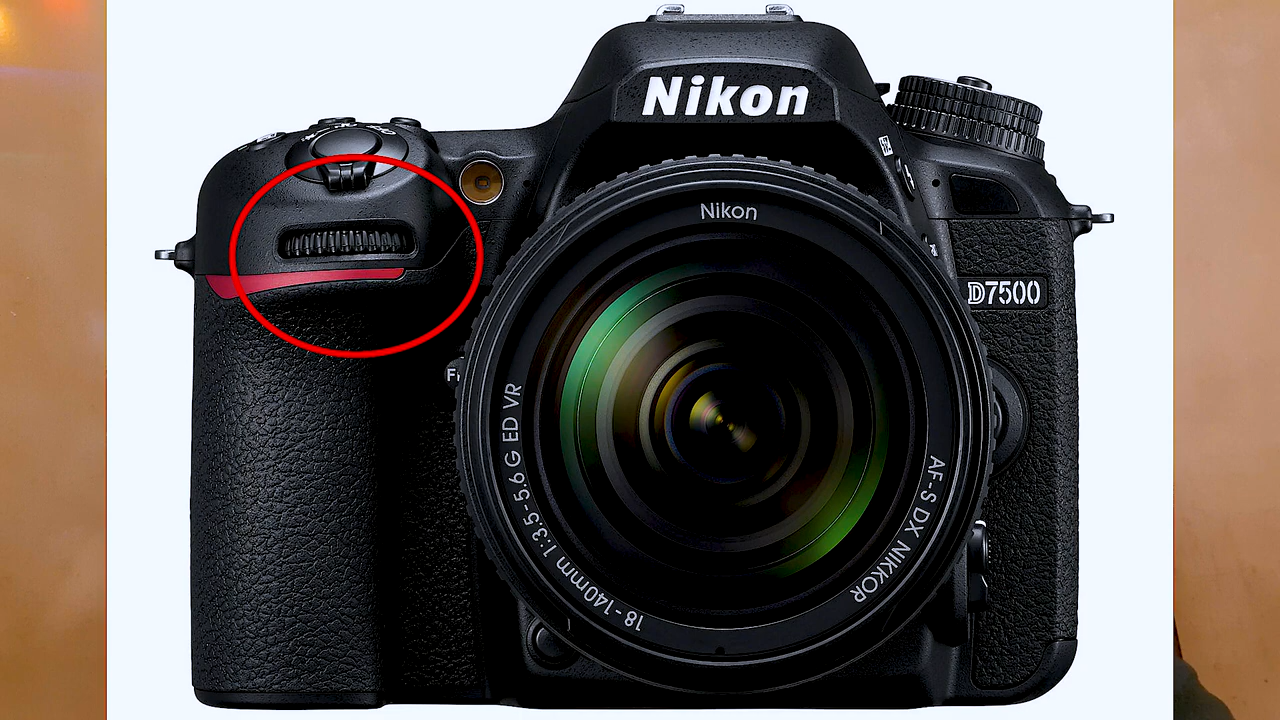 Nikon
Nikon
D7500
18-140mm 1:3.5-5.6 G ED VR
AF-S DX NIKKOR